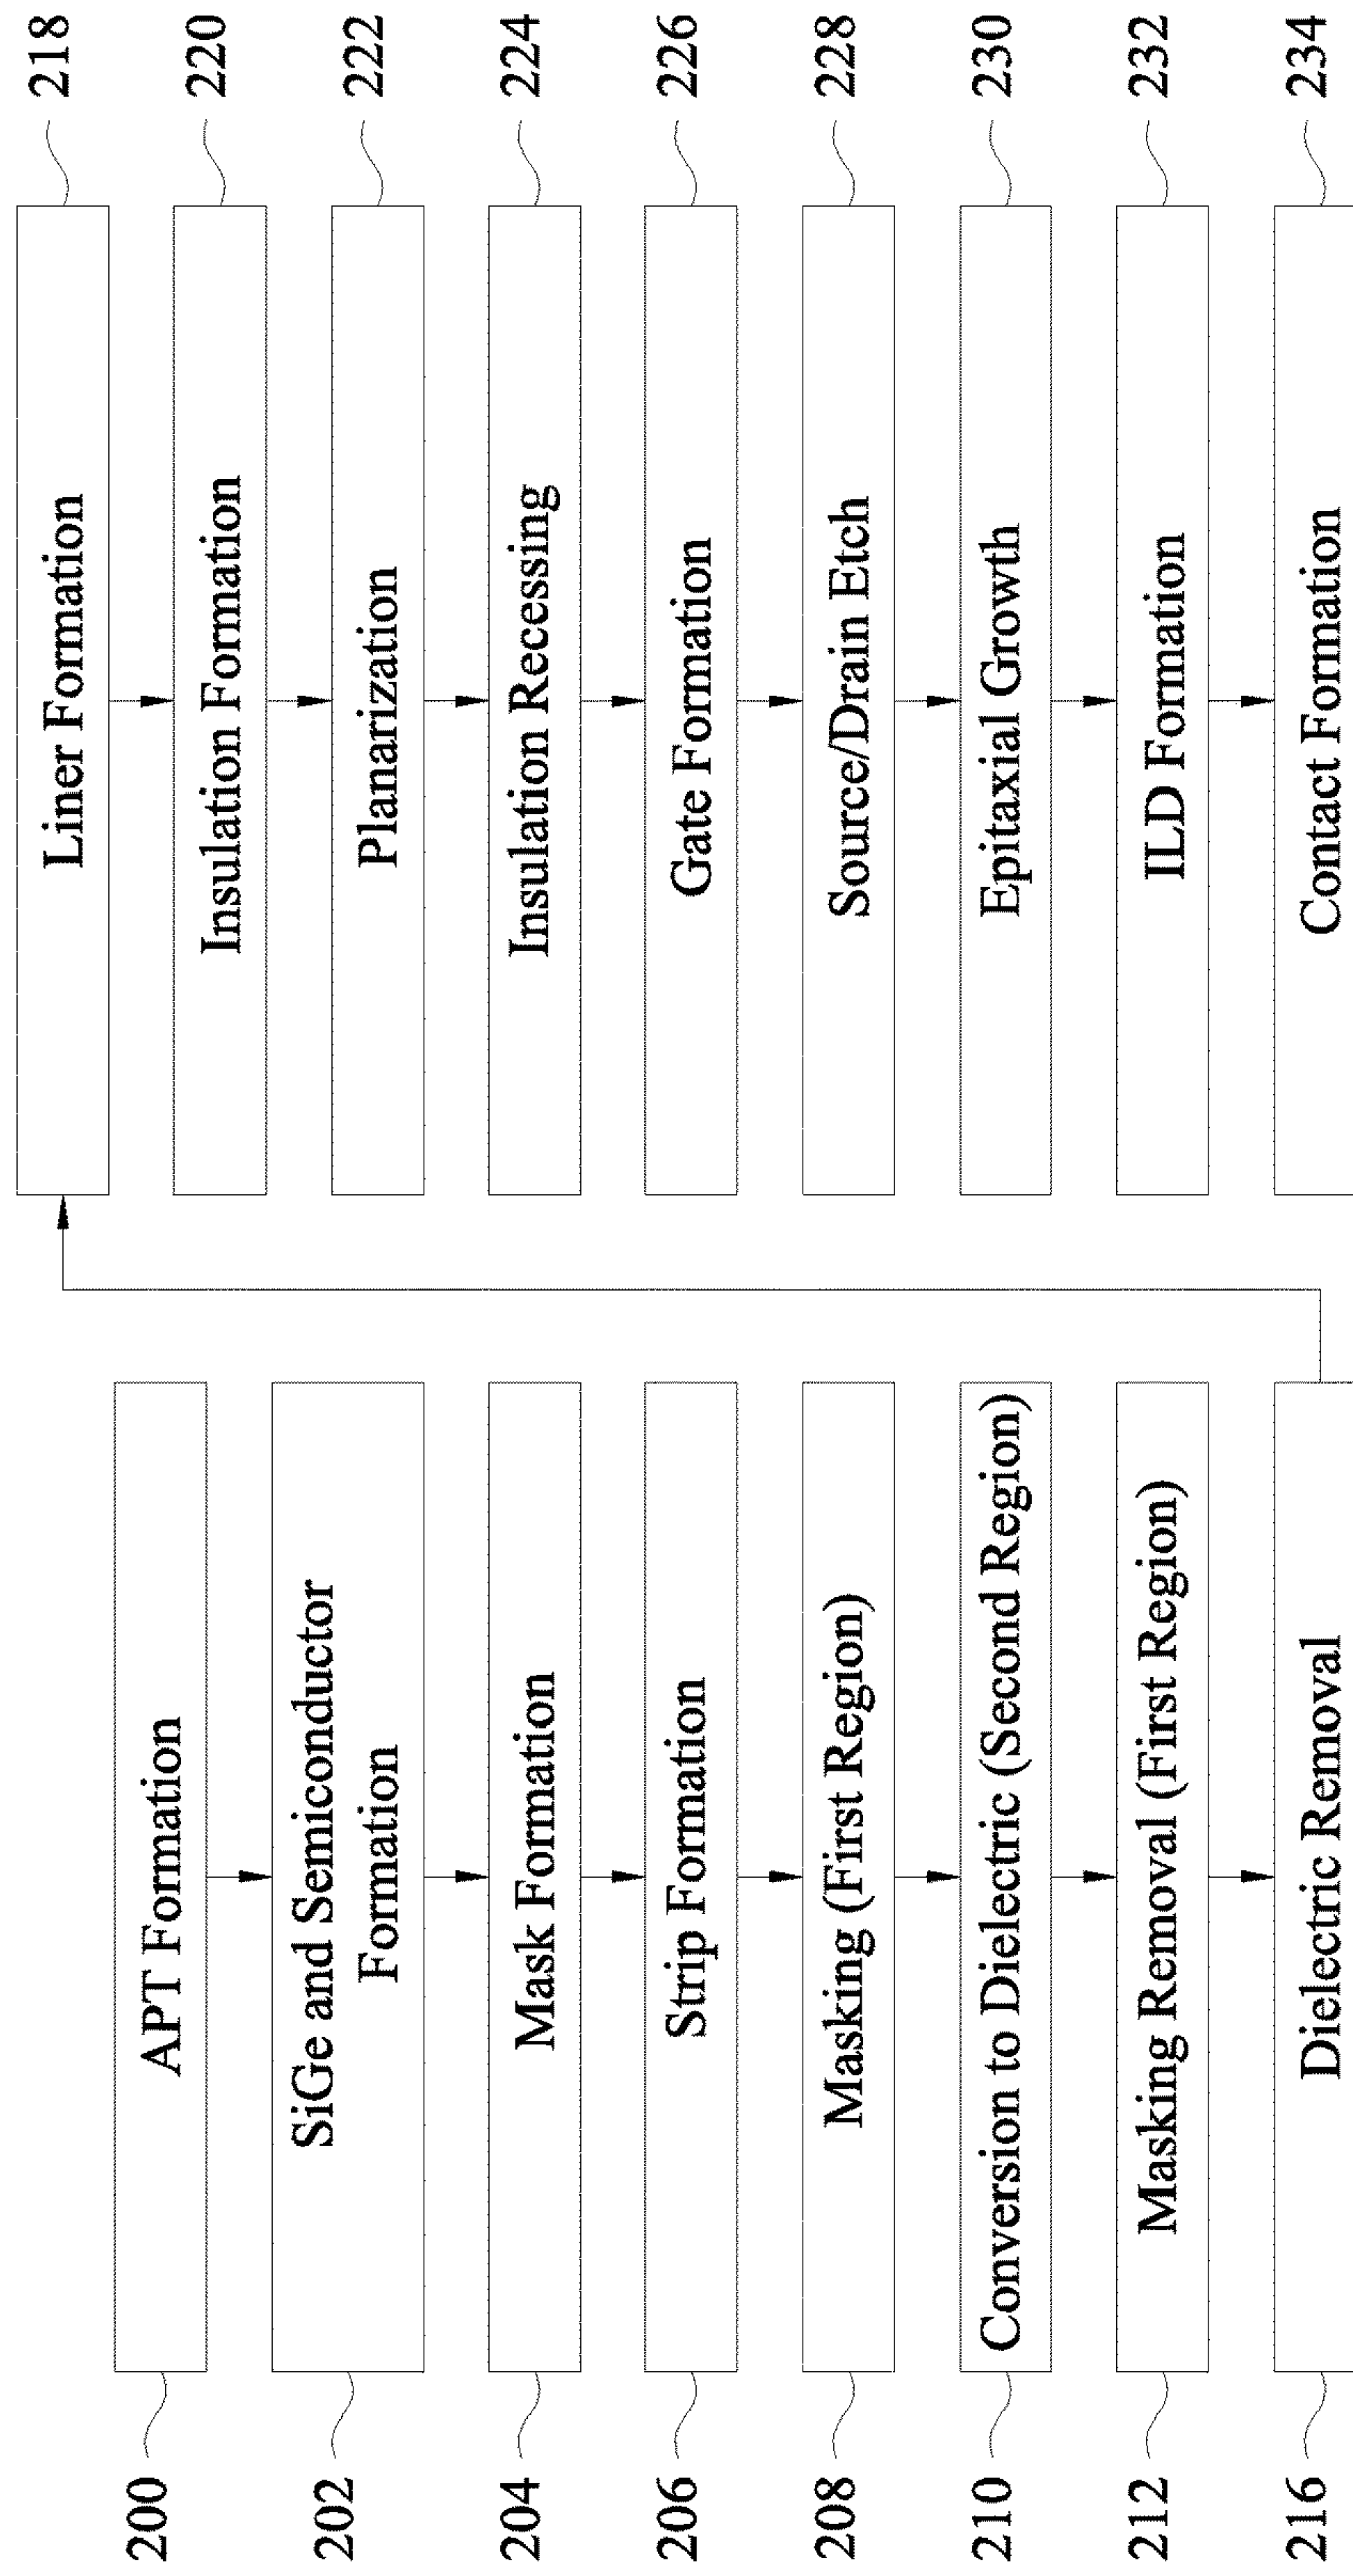 200
APT Formation
202
SiGe and Semiconductor
Formation
204
Mask Formation
206
Strip Formation
208
Masking (First Region)
210
Conversion to Dielectric (Second Region)
212
Masking Removal (First Region)
216
Dielectric Removal
Liner Formation
218
Insulation Formation
220
Planarization
222
Insulation Recessing
224
Gate Formation
226
Source/Drain Etch
228
Epitaxial Growth
230
ILD Formation
232
Contact Formation
234